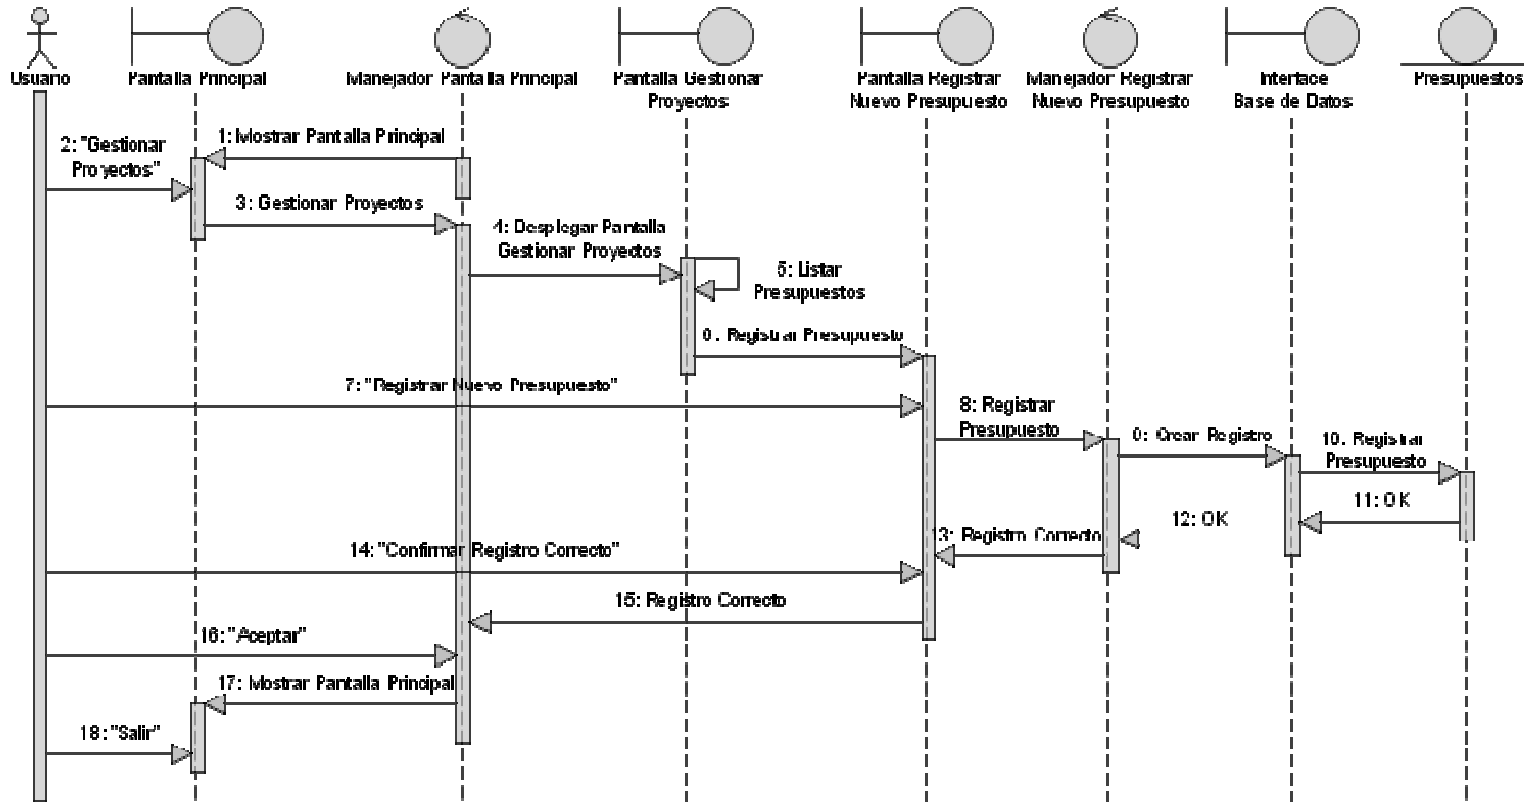 Usuario
Pantalla Principal
Manejador Pantalla Principal
Pantalla Gestionar
Proyectos
Pantalla Registrar
Nuevo Presupuesto
Manejador Registrar
Nuevo Presupuesto
Interface
Base de Datos
Presupuestos
1: Mostrar Pantalla Principal
2: "Gestionar
Proyectos"
3: Gestionar Proyectos
4: Desplegar Pantalla
Gestionar Proyectos
5: Listar
Presupuestos
Registrar Presupuesto
7: "Registrar Nuevo Presupuesto"
8: Registrar
Presupuesto
Crear Registro
10. Registrar
Presupuesto
11: OK
12: OK
13: Registro Correcto
14: "Confirmar Registro Correcto"
15: Registro Correcto
16: "Aceptar"
17: Mostrar Pantalla Principal
18: "Salir"